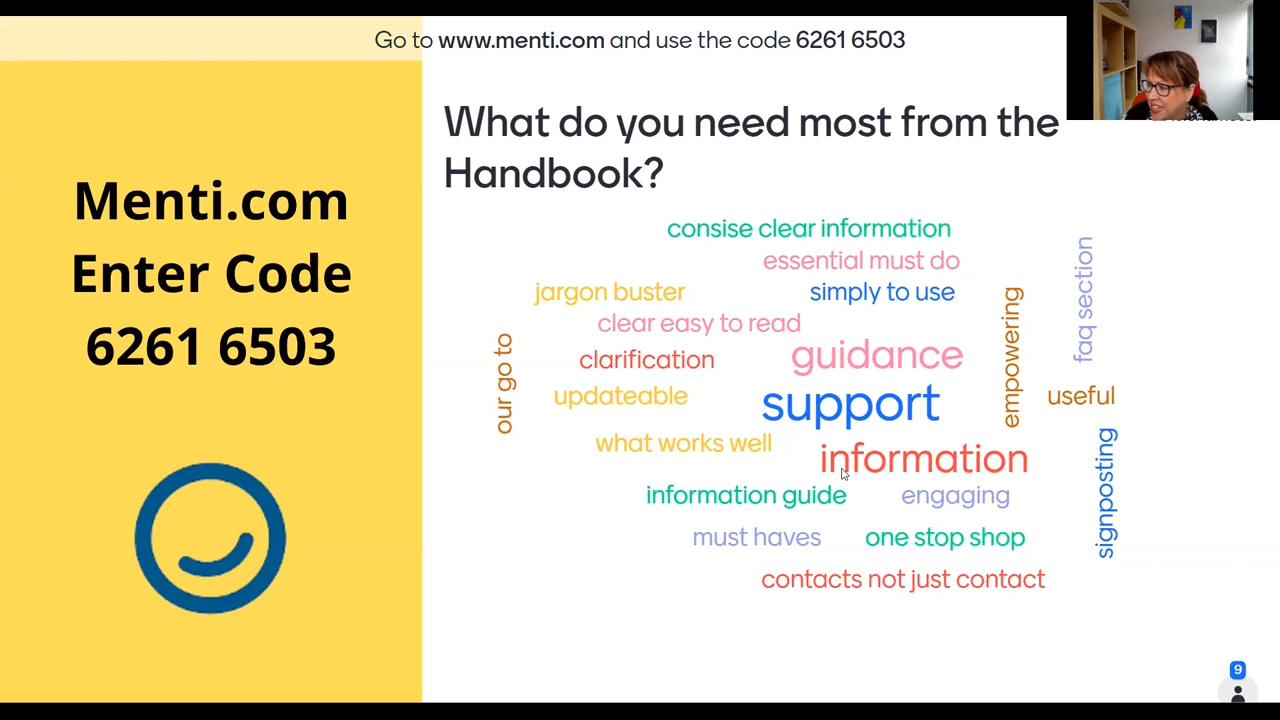 Go to www.menti.com and use the code 6261 6503
Menti.com
Enter Code
6261 6503
What do you need most from the
Handbook?
consise clear information
essential must do
jargon buster
simply to use
clear easy to read
clarification
guidance
our go to
updateable
support
empowering
faq section
useful
what works well
information
information guide
engaging
signposting
must haves
one stop shop
contacts not just contact
9